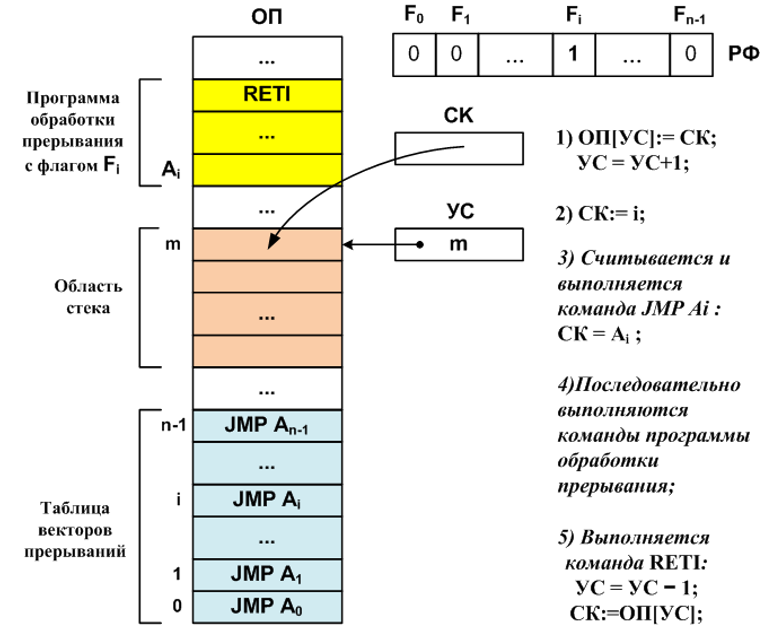 ОП
F0 F1 Fi Fn-1
0 0 ... 1 ... 0 РФ
...
RETI
...
Программа
обработки
прерывания
с флагом Fi
Ai
СК
1) ОП[УС]:= СК;
УС = УС+1;
...
УС
m
m
2) СК:= i;
Область
стека
...
3) Считывается и
выполняется
команда JMP Ai :
СК = Ai ;
...
4)Последовательно
выполняются
команды программы
обработки
прерывания;
n-1 JMP An-1
...
i JMP Ai
...
1 JMP A1
0 JMP A0
Таблица
векторов
прерываний
5) Выполняется
команда RETI:
УС = УС − 1;
СК:=ОП[УС];